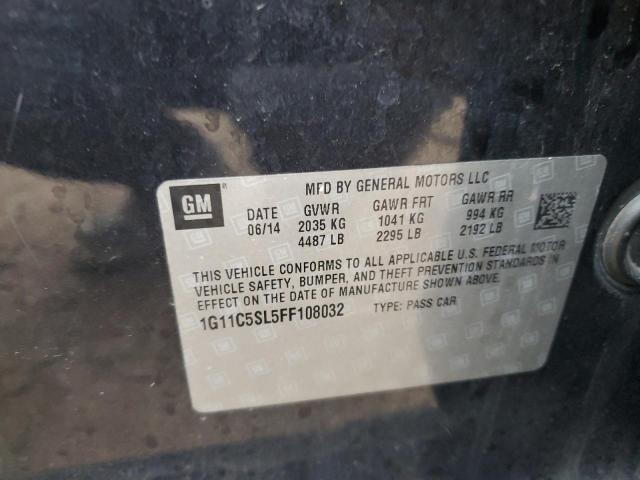 GM
MFD BY GENERAL MOTORS LLC
DATE GVWR GAWR FRT GAWR RR
06/14 2035 KG 1041 KG 994 KG
4487 LB 2295 LB 2192 LB
THIS VEHICLE CONFORMS TO ALL APPLICABLE U.S. FEDERAL MOTOR
VEHICLE SAFETY, BUMPER, AND THEFT PREVENTION STANDARDS IN
EFFECT ON THE DATE OF MANUFACTURE SHOWN ABOVE.
1G11C5SL5FF108032 TYPE: PASS CAR